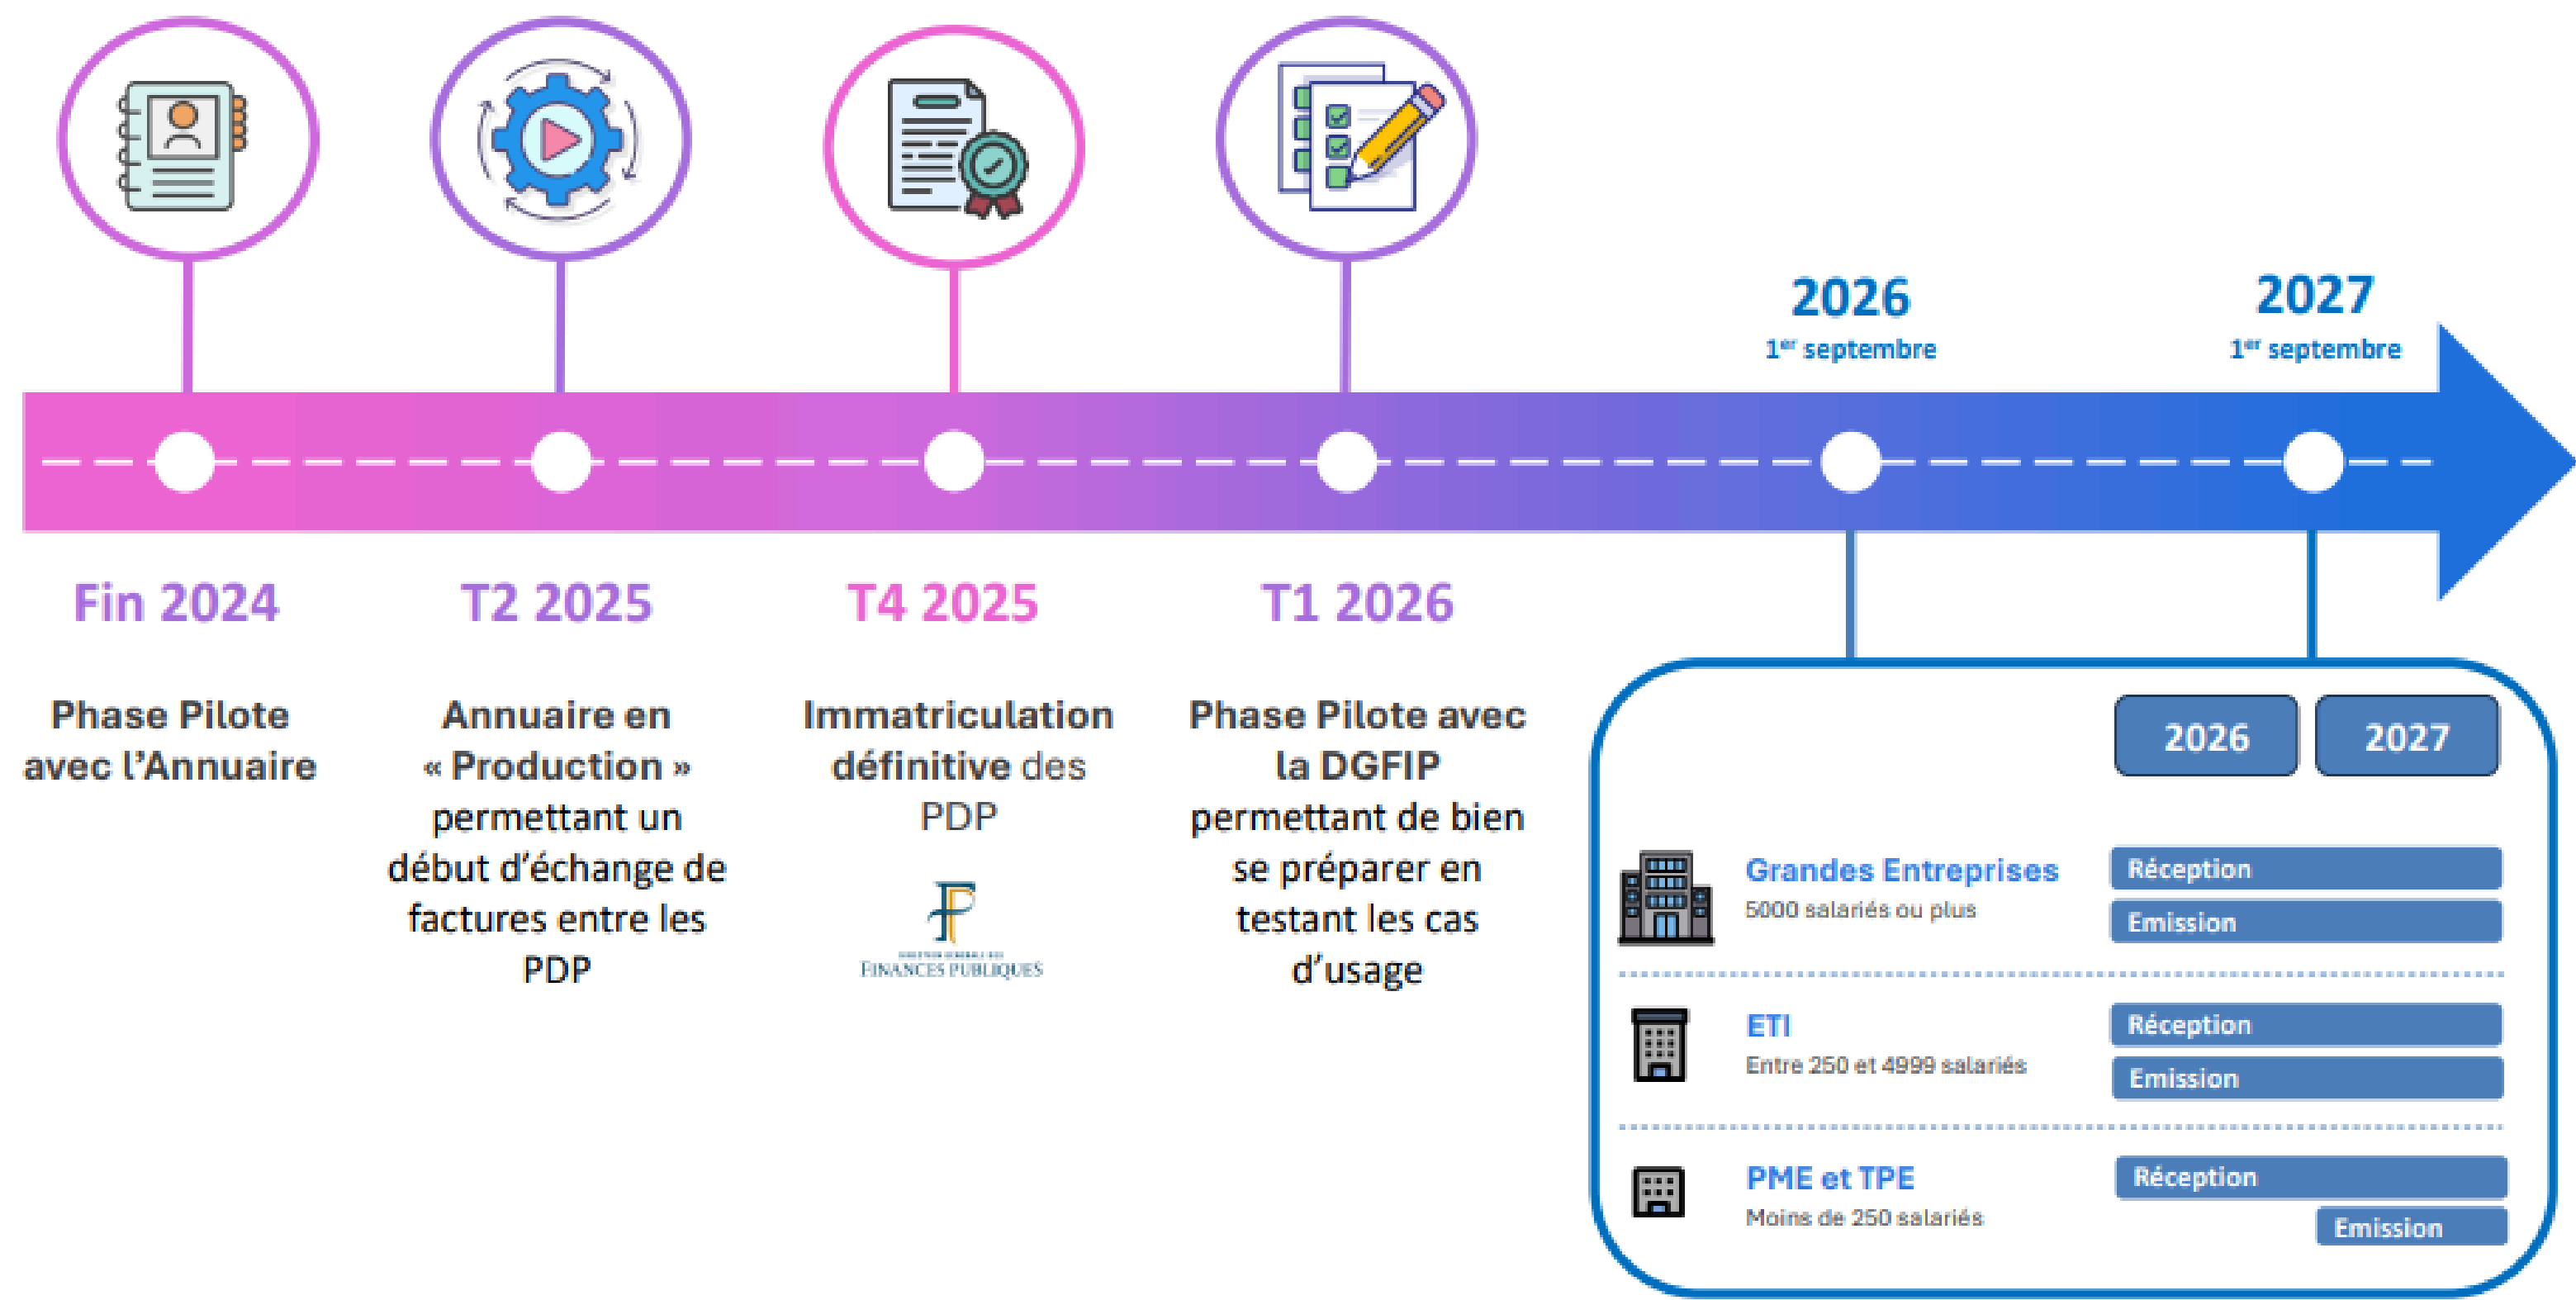 2026
1er septembre
2027
1er septembre
Fin 2024
Phase Pilote
avec l’Annuaire
T2 2025
Annuaire en
« Production »
permettant un
début d’échange de
factures entre les
PDP
T4 2025
Immatriculation
définitive des
PDP
DIRECTION GÉNÉRALE DES
FINANCES PUBLIQUES
T1 2026
Phase Pilote avec
la DGFIP
permettant de bien
se préparer en
testant les cas
d’usage
2026
2027
Grandes Entreprises
5000 salariés ou plus
Réception
Emission
ETI
Entre 250 et 4999 salariés
Réception
Emission
PME et TPE
Moins de 250 salariés
Réception
Emission